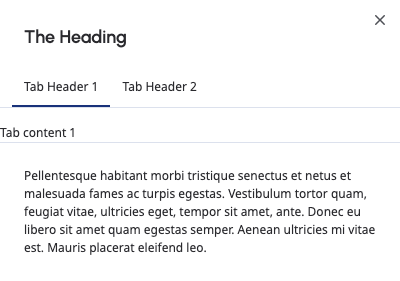 The Heading
Tab Header 1 Tab Header 2
Tab content 1
Pellentesque habitant morbi tristique senectus et netus et
malesuada fames ac turpis egestas. Vestibulum tortor quam,
feugiat vitae, ultricies eget, tempor sit amet, ante. Donec eu
libero sit amet quam egestas semper. Aenean ultricies mi vitae
est. Mauris placerat eleifend leo.